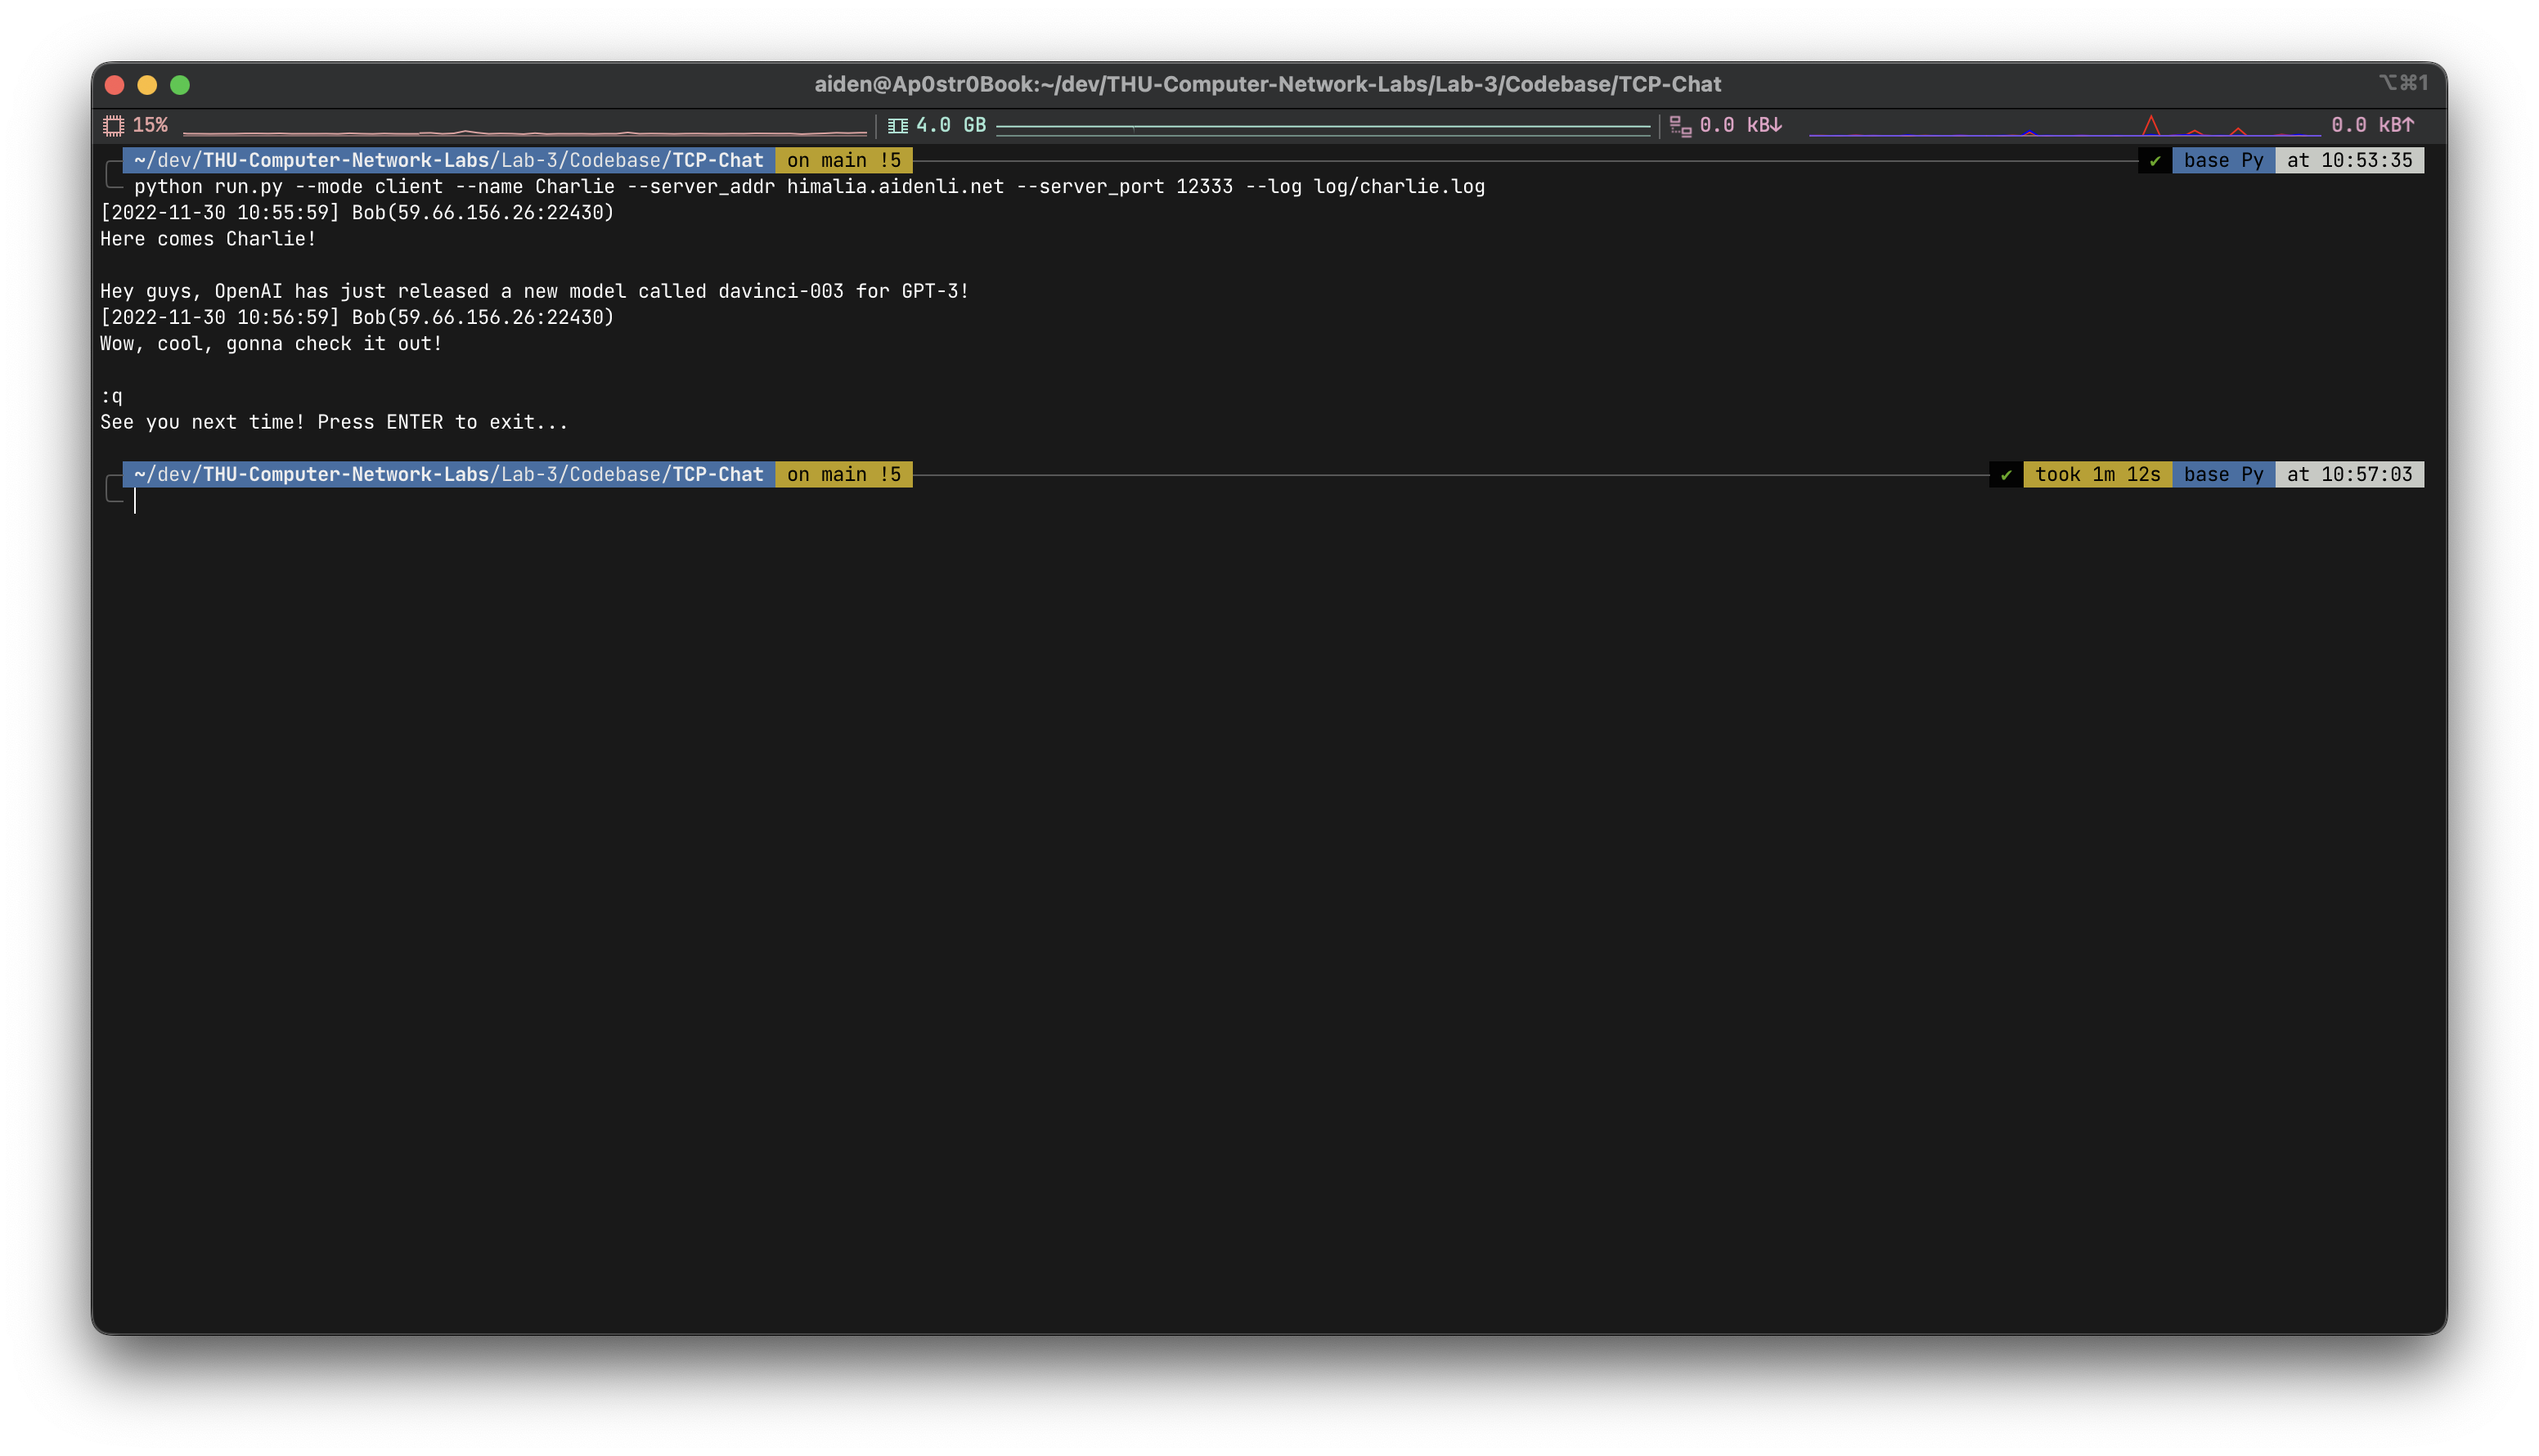 aiden@Ap0str0Book:~/dev/THU-Computer-Network-Labs/Lab-3/Codebase/TCP-Chat ⌥⌘1
15% 4.0 GB 0.0 kB↓ 0.0 kB↑
~/dev/THU-Computer-Network-Labs/Lab-3/Codebase/TCP-Chat on main !5 ✔ base Py at 10:53:35
python run.py --mode client --name Charlie --server_addr himalia.aidenli.net --server_port 12333 --log log/charlie.log
[2022-11-30 10:55:59] Bob(59.66.156.26:22430)
Here comes Charlie!
Hey guys, OpenAI has just released a new model called davinci-003 for GPT-3!
[2022-11-30 10:56:59] Bob(59.66.156.26:22430)
Wow, cool, gonna check it out!
:q
See you next time! Press ENTER to exit...
~/dev/THU-Computer-Network-Labs/Lab-3/Codebase/TCP-Chat on main !5 ✔ took 1m 12s base Py at 10:57:03